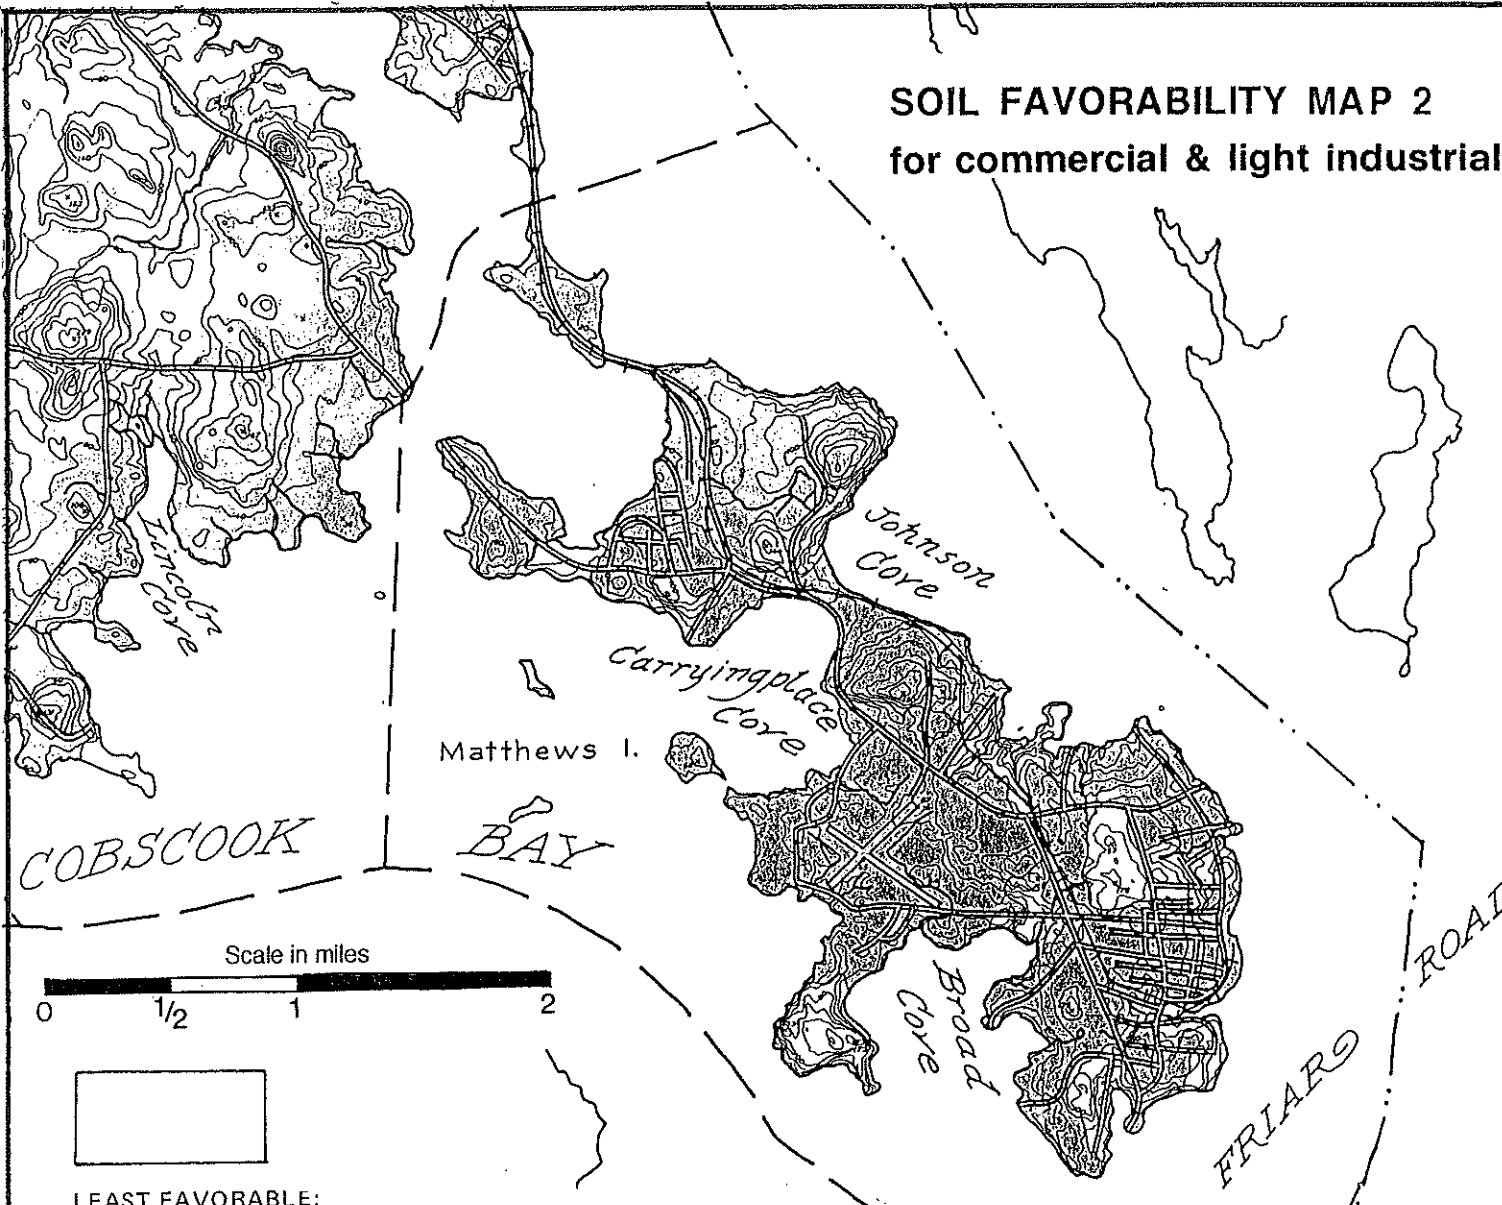 SOIL FAVORABILITY MAP 2
for commercial & light industrial
Johnson
Cove
Lincoln
Cove
Carryingplace
Cove
Matthews I.
COBSCOOK BAY
Broad
Cove
FRIAR
ROAD
Scale in miles
0 1/2 1 2
LEAST FAVORABLE: